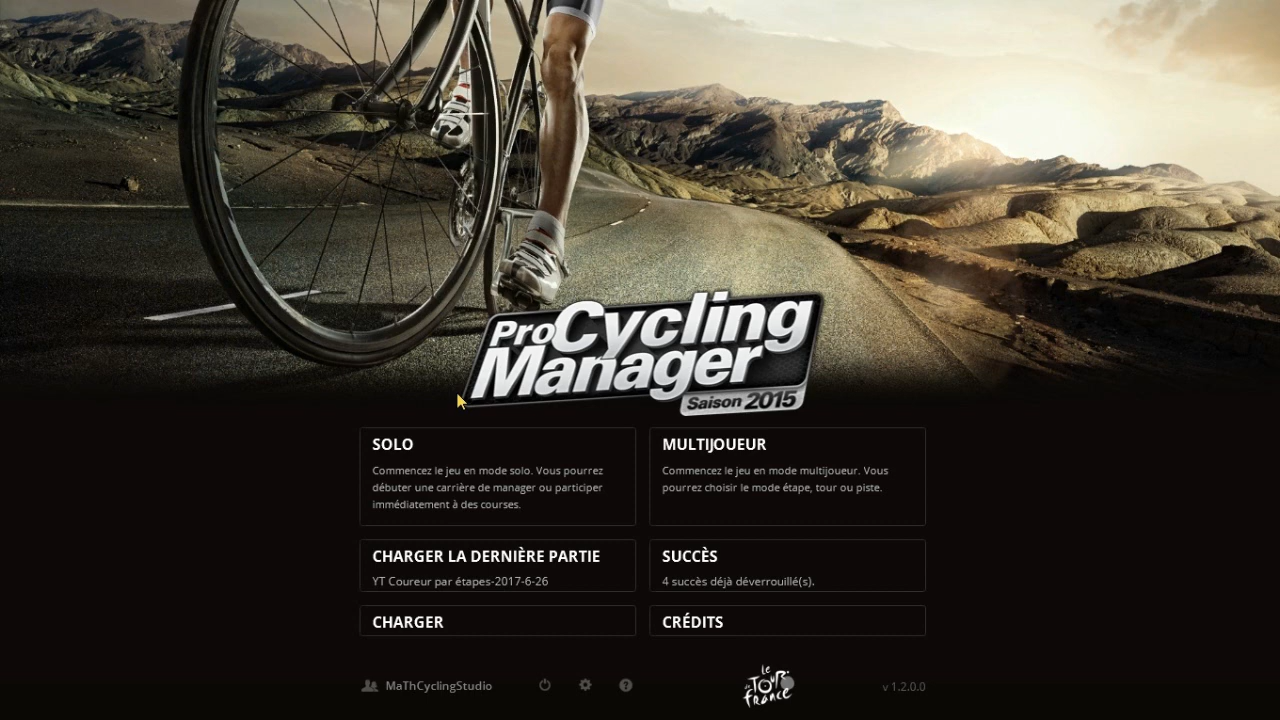 Pro Cycling
Manager
Saison 2015
SOLO
Commencez le jeu en mode solo. Vous pourrez
débuter une carrière de manager ou participer
immédiatement à des courses.
MULTIJOUEUR
Commencez le jeu en mode multijoueur. Vous
pourrez choisir le mode étape, tour ou piste.
CHARGER LA DERNIÈRE PARTIE
YT Coureur par étapes-2017-6-26
SUCCÈS
4 succès déjà déverrouillé(s).
CHARGER
CRÉDITS
MaThCyclingStudio
?
le
Tour
de
france
v 1.2.0.0